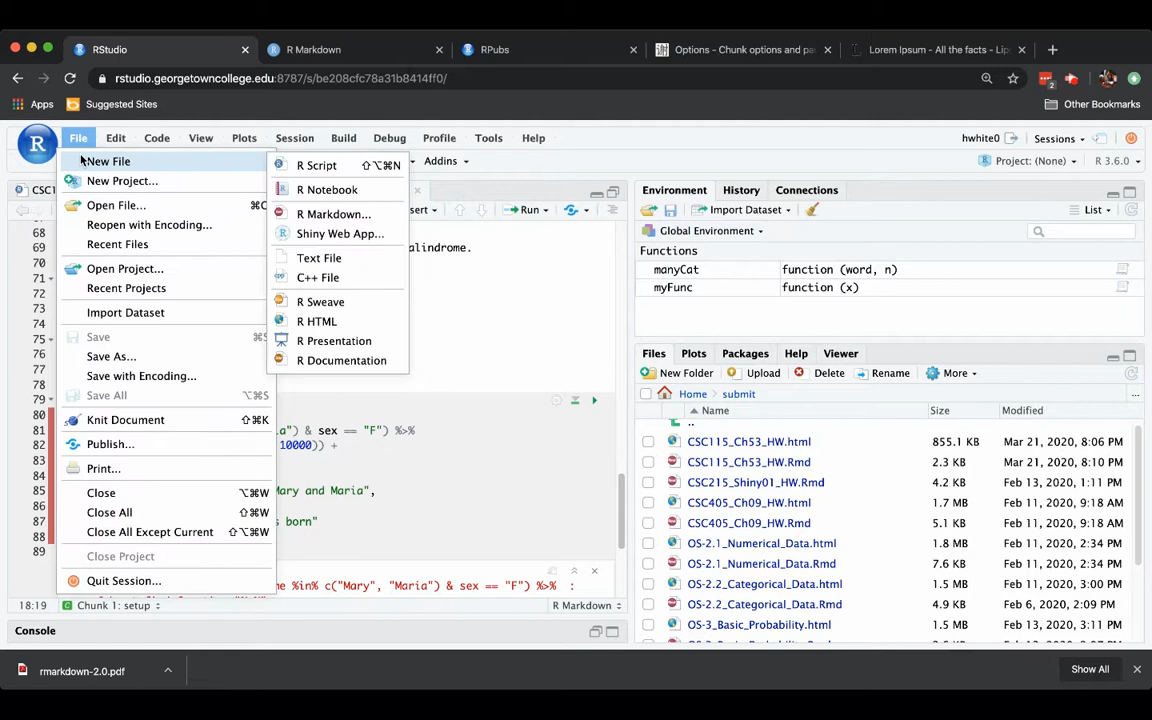 RStudio
R Markdown
RPubs
Options - Chunk options and pa
Lorem Ipsum - All the facts - Lip
rstudio.georgetowncollege.edu:8787/s/be208cfc78a31b8414ff0/
2
Apps
Suggested Sites
Other Bookmarks
R
File
Edit
Code
View
Plots
Session
Build
Debug
Profile
Tools
Help
hwhite0
Sessions
New File
New Project...
Open File... ⌘
Reopen with Encoding...
Recent Files
Open Project...
Recent Projects
Import Dataset
Save ⌘
Save As...
Save with Encoding...
Save All ⌥⌘S
Knit Document ⇧⌘K
Publish...
Print...
Close ⌥⌘W
Close All ⇧⌘W
Close All Except Current ⇧⌥⌘W
Close Project
Quit Session...
R Script ⇧⌥⌘N
R Notebook
R Markdown...
Shiny Web App...
Text File
C++ File
R Sweave
R HTML
R Presentation
R Documentation
Addins
Project: (None)
R 3.6.0
CSC1
sert
Run
68
69 alindrome.
70
71
72
73
74
75
76
77
78
79
80
81 a") & sex == "F") %>%
82 10000)) +
83
84
85 Mary and Maria",
86
87 s born"
88
89
me %in% c("Mary", "Maria") & sex == "F") %>% :
18:19
Chunk 1: setup
R Markdown
Console
Environment
History
Connections
Import Dataset
List
Global Environment
Functions
manyCat function (word, n)
myFunc function (x)
Files
Plots
Packages
Help
Viewer
New Folder
Upload
Delete
Rename
More
Home
submit
...
Name
Size
Modified
..
CSC115_Ch53_HW.html 855.1 KB Mar 21, 2020, 8:06 PM
CSC115_Ch53_HW.Rmd 2.3 KB Mar 21, 2020, 8:10 PM
CSC215_Shiny01_HW.Rmd 4.2 KB Feb 13, 2020, 1:11 PM
CSC405_Ch09_HW.html 1.7 MB Feb 3, 2020, 9:18 AM
CSC405_Ch09_HW.Rmd 5.1 KB Feb 3, 2020, 9:18 AM
OS-2.1_Numerical_Data.html 1.8 MB Feb 4, 2020, 2:34 PM
OS-2.1_Numerical_Data.Rmd 7.6 KB Feb 4, 2020, 2:34 PM
OS-2.2_Categorical_Data.html 1.5 MB Feb 11, 2020, 3:00 PM
OS-2.2_Categorical_Data.Rmd 4.9 KB Feb 6, 2020, 2:09 PM
OS-3_Basic_Probability.html 1.5 MB Feb 13, 2020, 2:41 PM
rmarkdown-2.0.pdf
Show All